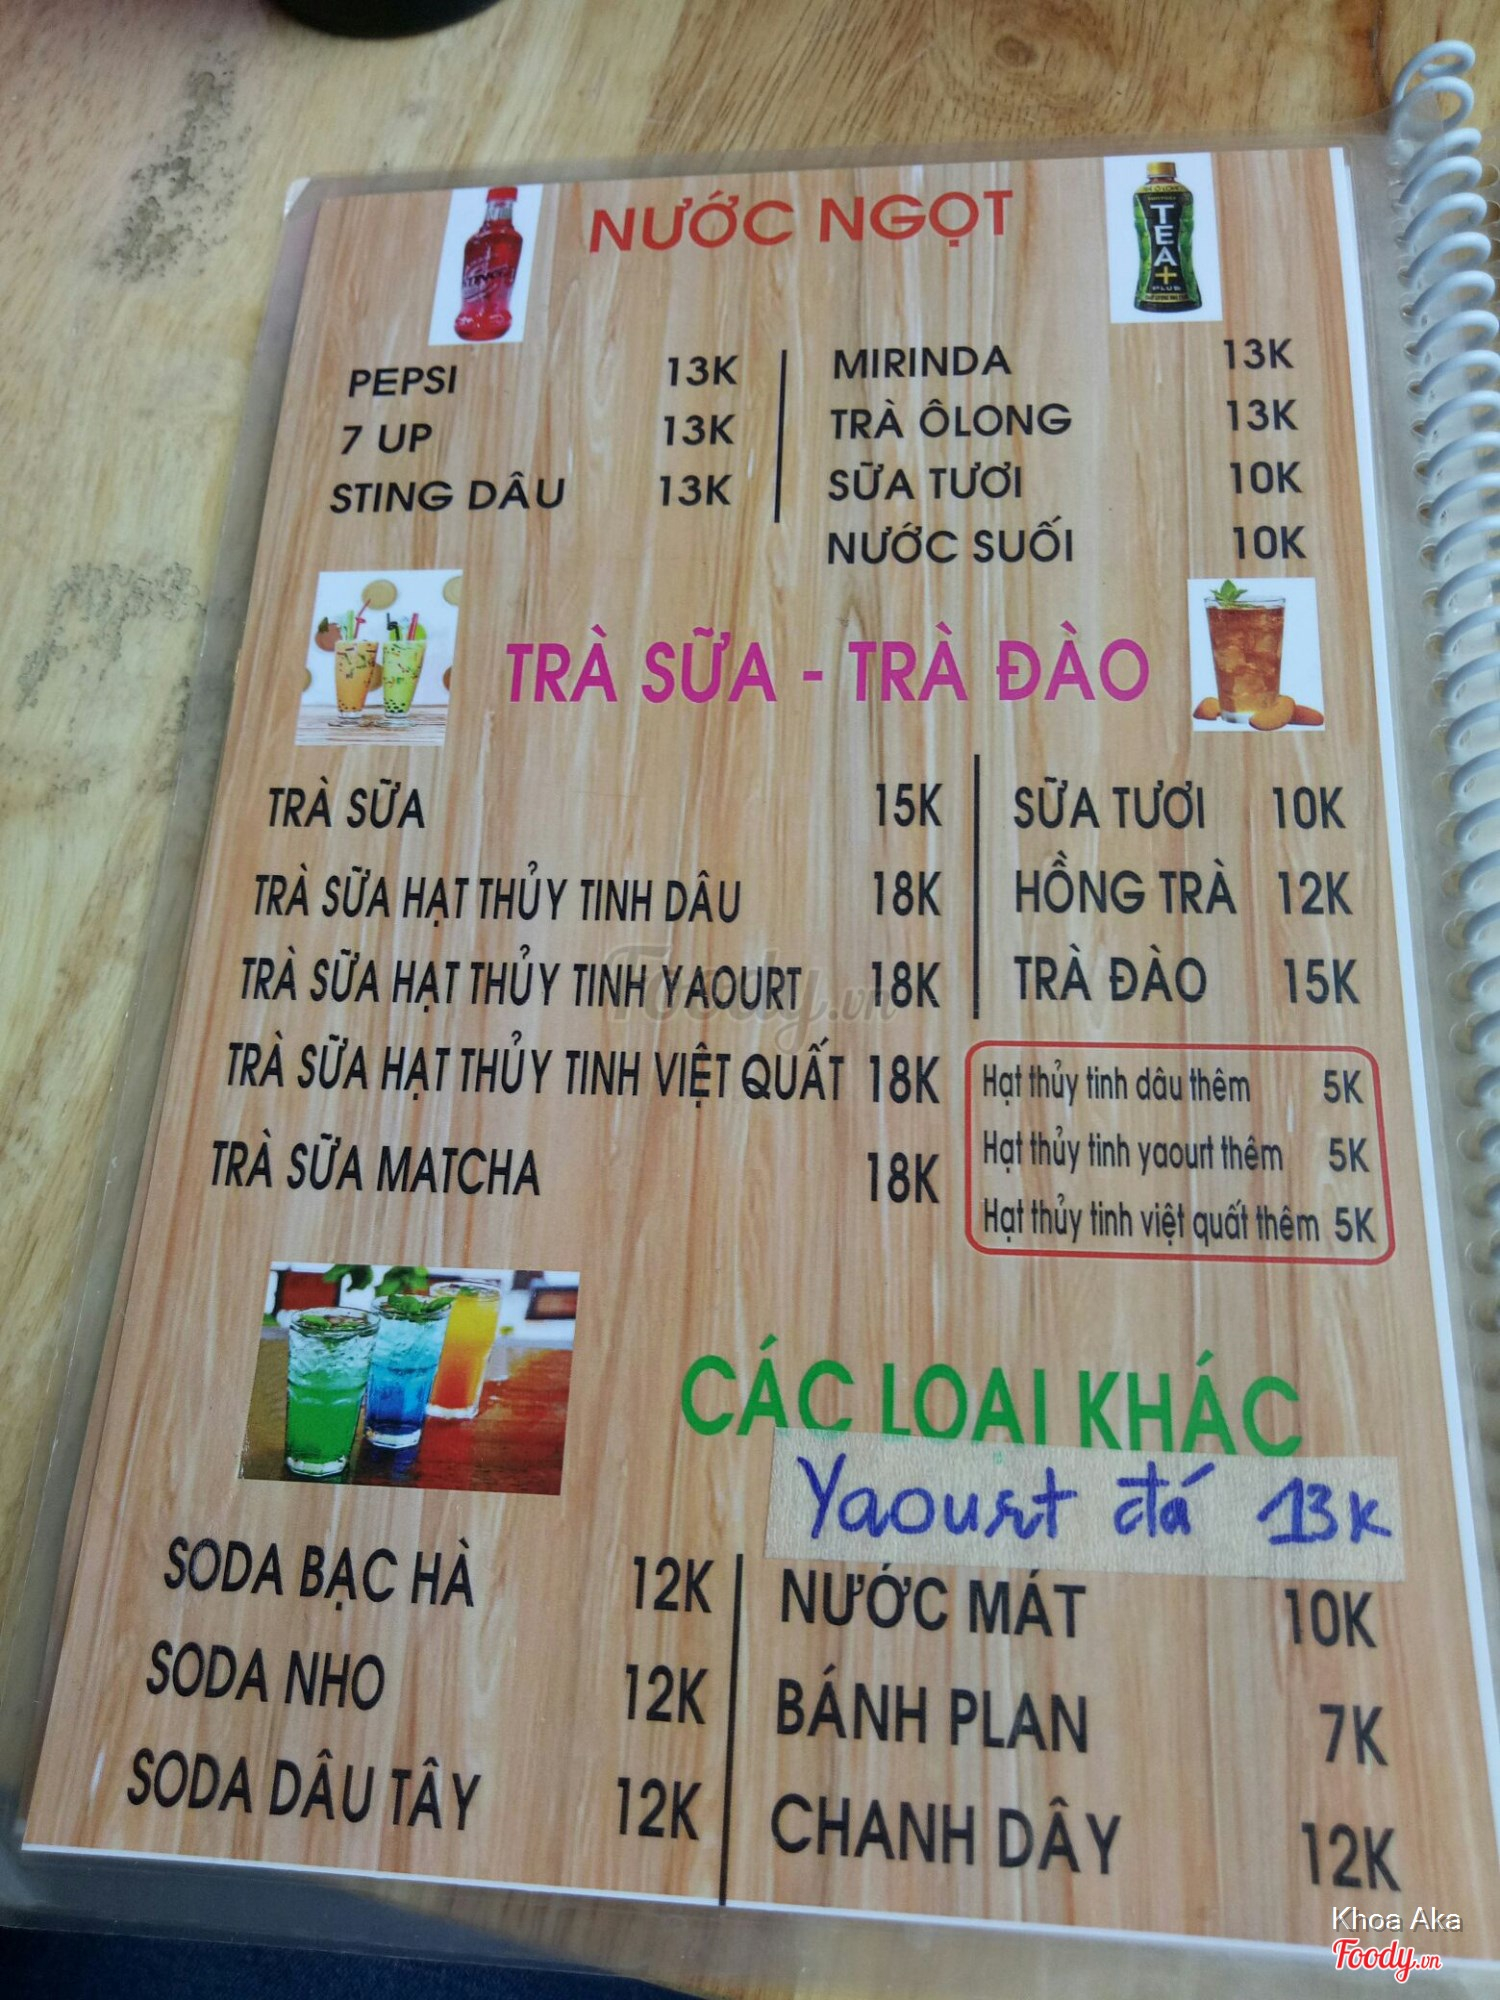 NƯỚC NGỌT
STING
TEA+
PLUS
PEPSI 13K
7 UP 13K
STING DÂU 13K
MIRINDA 13K
TRÀ ÔLONG 13K
SỮA TƯƠI 10K
NƯỚC SUỐI 10K
TRÀ SỮA - TRÀ ĐÀO
TRÀ SỮA 15K
TRÀ SỮA HẠT THỦY TINH DÂU 18K
TRÀ SỮA HẠT THỦY TINH YAOURT 18K
TRÀ SỮA HẠT THỦY TINH VIỆT QUẤT 18K
TRÀ SỮA MATCHA 18K
SỮA TƯƠI 10K
HỒNG TRÀ 12K
TRÀ ĐÀO 15K
Hạt thủy tinh dâu thêm 5K
Hạt thủy tinh yaourt thêm 5K
Hạt thủy tinh việt quất thêm 5K
Foody.vn
CÁC LOẠI KHÁC
Yaourt đá 13K
SODA BẠC HÀ 12K
SODA NHO 12K
SODA DÂU TÂY 12K
NƯỚC MÁT 10K
BÁNH PLAN 7K
CHANH DÂY 12K
Khoa Aka
Foody.vn